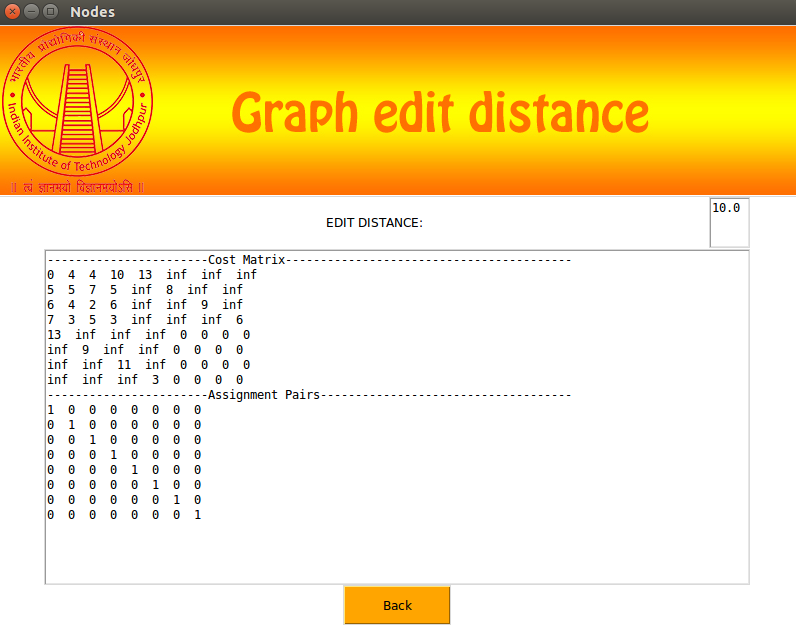 Nodes
भारतीय प्रौद्योगिकी संस्थान जोधपुर
Indian Institute of Technology Jodhpur
॥ त्वं ज्ञानमयो विज्ञानमयोऽसि ॥
Graph edit distance
EDIT DISTANCE:
10.0
-----------------------Cost Matrix-----------------------------------------
0 4 4 10 13 inf inf inf
5 5 7 5 inf 8 inf inf
6 4 2 6 inf inf 9 inf
7 3 5 3 inf inf inf 6
13 inf inf inf 0 0 0 0
inf 9 inf inf 0 0 0 0
inf inf 11 inf 0 0 0 0
inf inf inf 3 0 0 0 0
-----------------------Assignment Pairs------------------------------------
1 0 0 0 0 0 0 0
0 1 0 0 0 0 0 0
0 0 1 0 0 0 0 0
0 0 0 1 0 0 0 0
0 0 0 0 1 0 0 0
0 0 0 0 0 1 0 0
0 0 0 0 0 0 1 0
0 0 0 0 0 0 0 1
Back